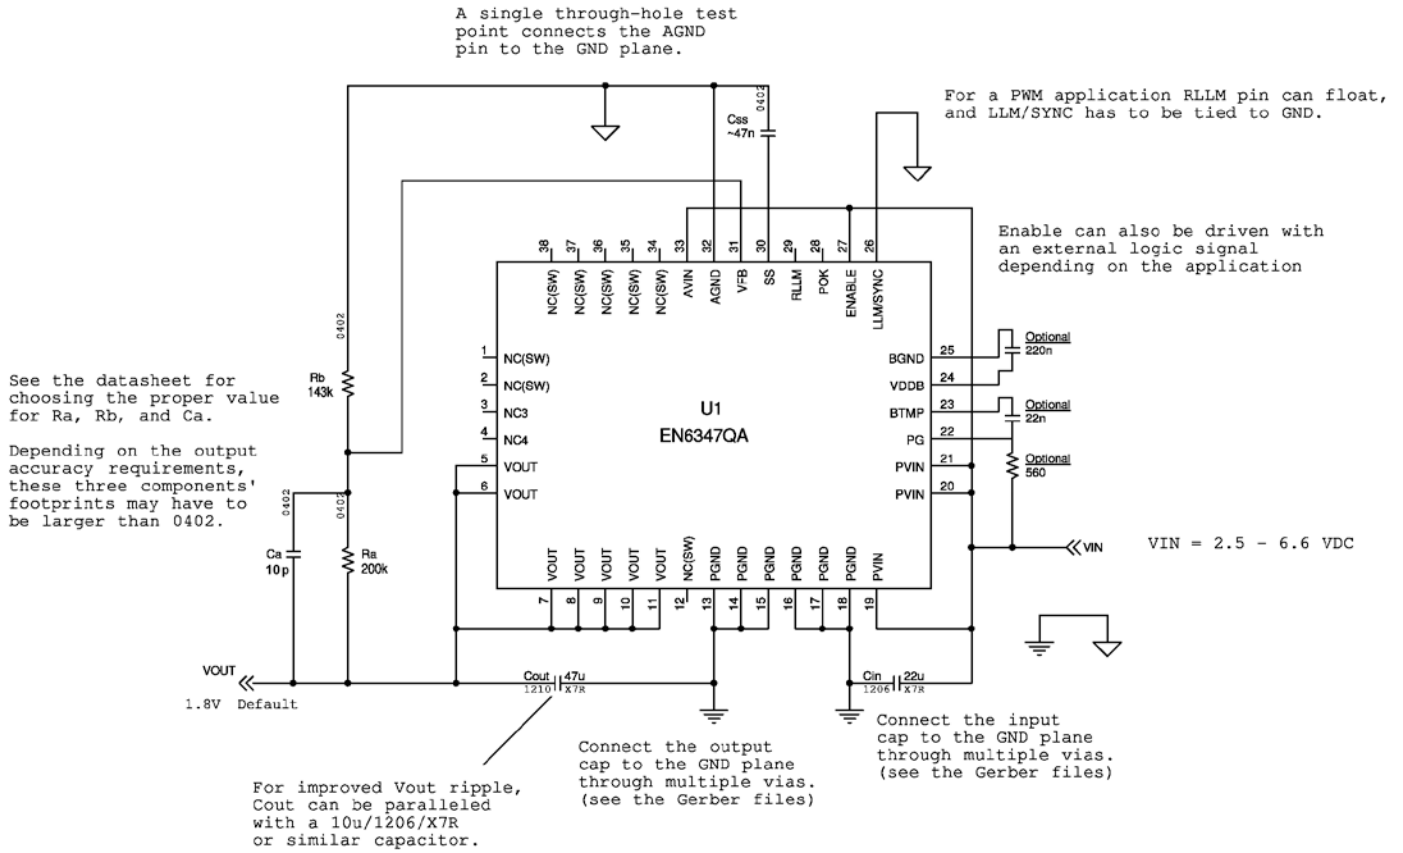 A single through-hole test
point connects the AGND
pin to the GND plane.
0402
Css
~47n
For a PWM application RLLM pin can float,
and LLM/SYNC has to be tied to GND.
Enable can also be driven with
an external logic signal
depending on the application
38 37 36 35 34 33 32 31 30 29 28 27 26
NC(SW) NC(SW) NC(SW) NC(SW) NC(SW) AVIN AGND VFB SS RLLM POK ENABLE LLM/SYNC
0402
Rb
143k
See the datasheet for
choosing the proper value
for Ra, Rb, and Ca.
Depending on the output
accuracy requirements,
these three components'
footprints may have to
be larger than 0402.
0402
0402
Ca
10p
Ra
200k
1 NC(SW)
2 NC(SW)
3 NC3
4 NC4
5 VOUT
6 VOUT
U1
EN6347QA
BGND 25
VDDB 24
BTMP 23
PG 22
PVIN 21
PVIN 20
Optional
220n
Optional
22n
Optional
560
VIN
VIN = 2.5 - 6.6 VDC
VOUT VOUT VOUT VOUT VOUT NC(SW) PGND PGND PGND PGND PGND PGND PVIN
7 8 9 10 11 12 13 14 15 16 17 18 19
VOUT
1.8V Default
Cout 47u
1210 X7R
Cin 22u
1206 X7R
Connect the output
cap to the GND plane
through multiple vias.
(see the Gerber files)
Connect the input
cap to the GND plane
through multiple vias.
(see the Gerber files)
For improved Vout ripple,
Cout can be paralleled
with a 10u/1206/X7R
or similar capacitor.